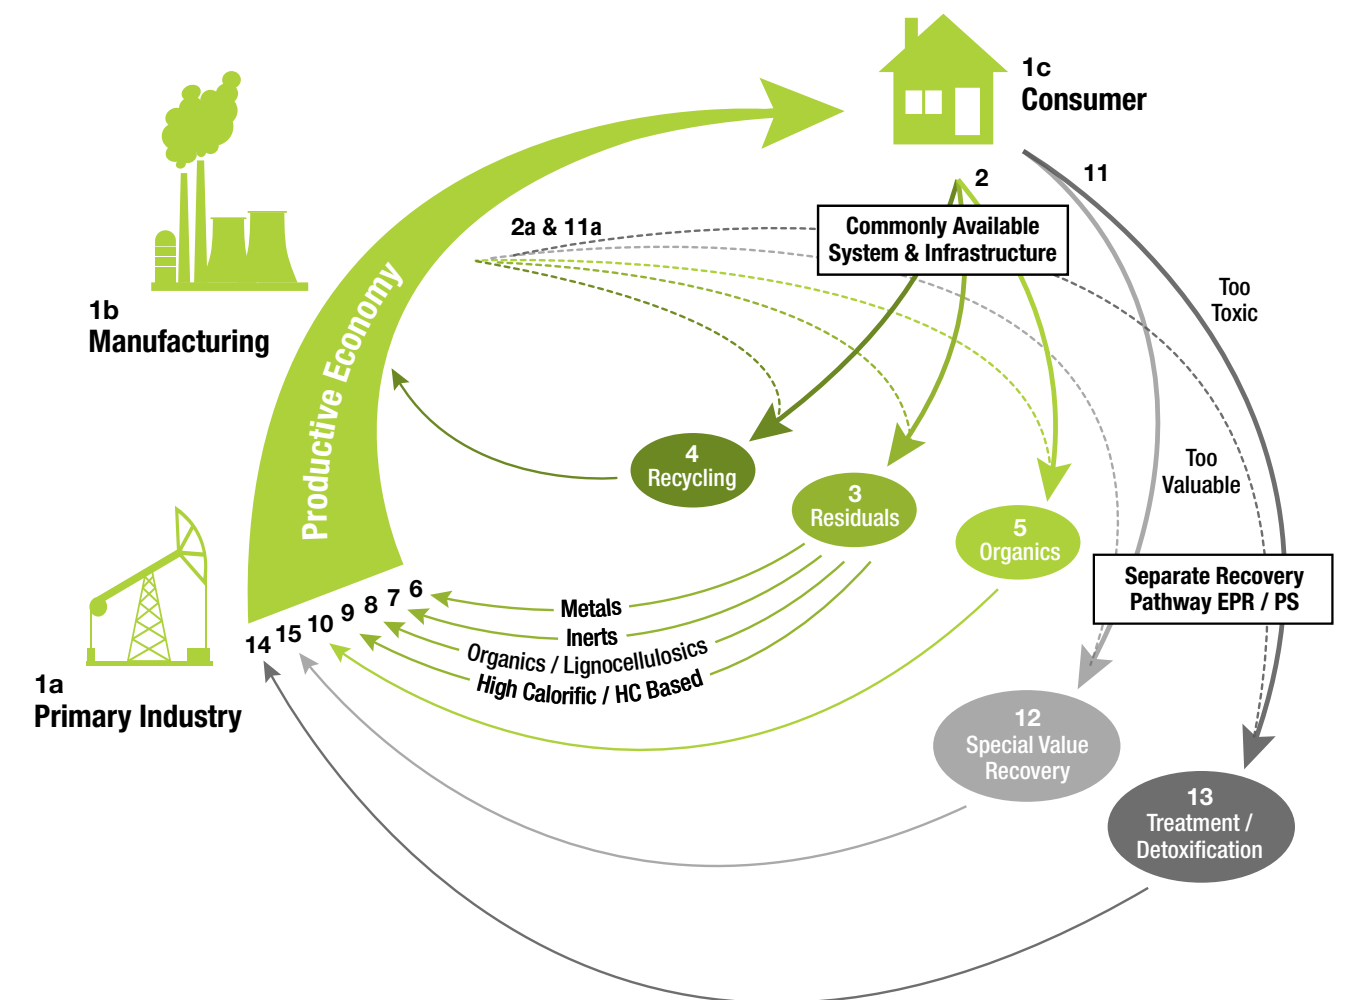 1c
Consumer
2
11
2a & 11a
Commonly Available
System & Infrastructure
Too
Toxic
1b
Manufacturing
Productive Economy
4
Recycling
3
Residuals
5
Organics
Too
Valuable
Separate Recovery
Pathway EPR / PS
6
7
8
9
10
15
14
Metals
Inerts
Organics / Lignocellulosics
High Calorific / HC Based
1a
Primary Industry
12
Special Value
Recovery
13
Treatment /
Detoxification